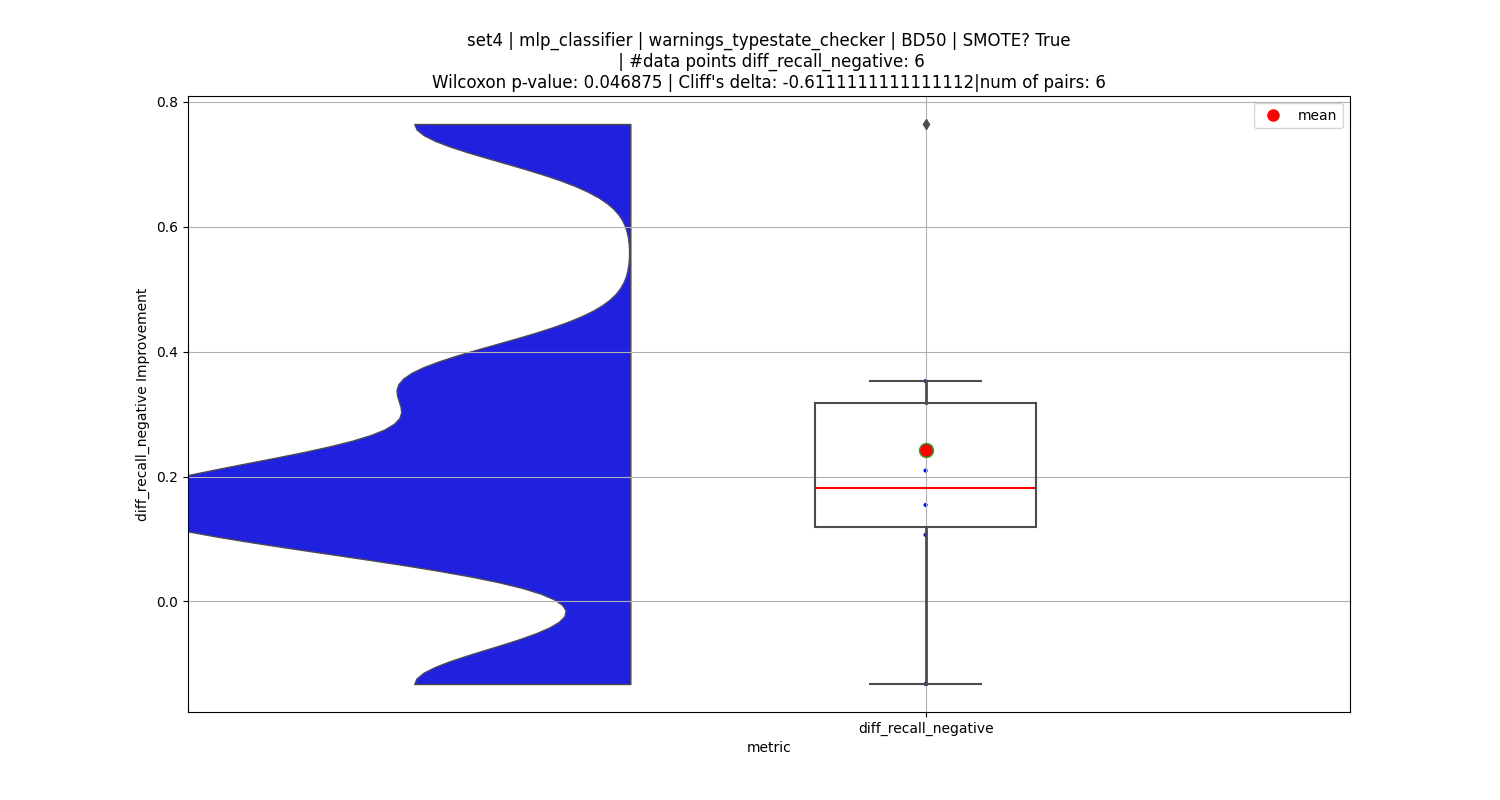 set4 | mlp_classifier | warnings_typestate_checker | BD50 | SMOTE? True
| #data points diff_recall_negative: 6
Wilcoxon p-value: 0.046875 | Cliff's delta: -0.6111111111111112|num of pairs: 6
mean
0.8
0.6
0.4
0.2
0.0
diff_recall_negative Improvement
diff_recall_negative
metric